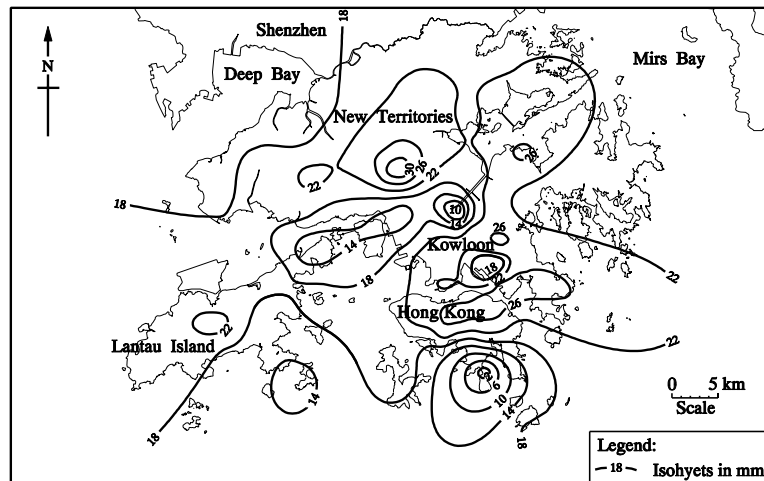 18
Shenzhen
N
Deep Bay
Mirs Bay
New Territories
26
30
26
22
22
18
10
14
26
Kowloon
14
18
22
22
18
26
Hong Kong
22
Lantau Island
22
2
6
10
14
14
18
18
0 5 km
Scale
Legend:
18 Isohyets in mm